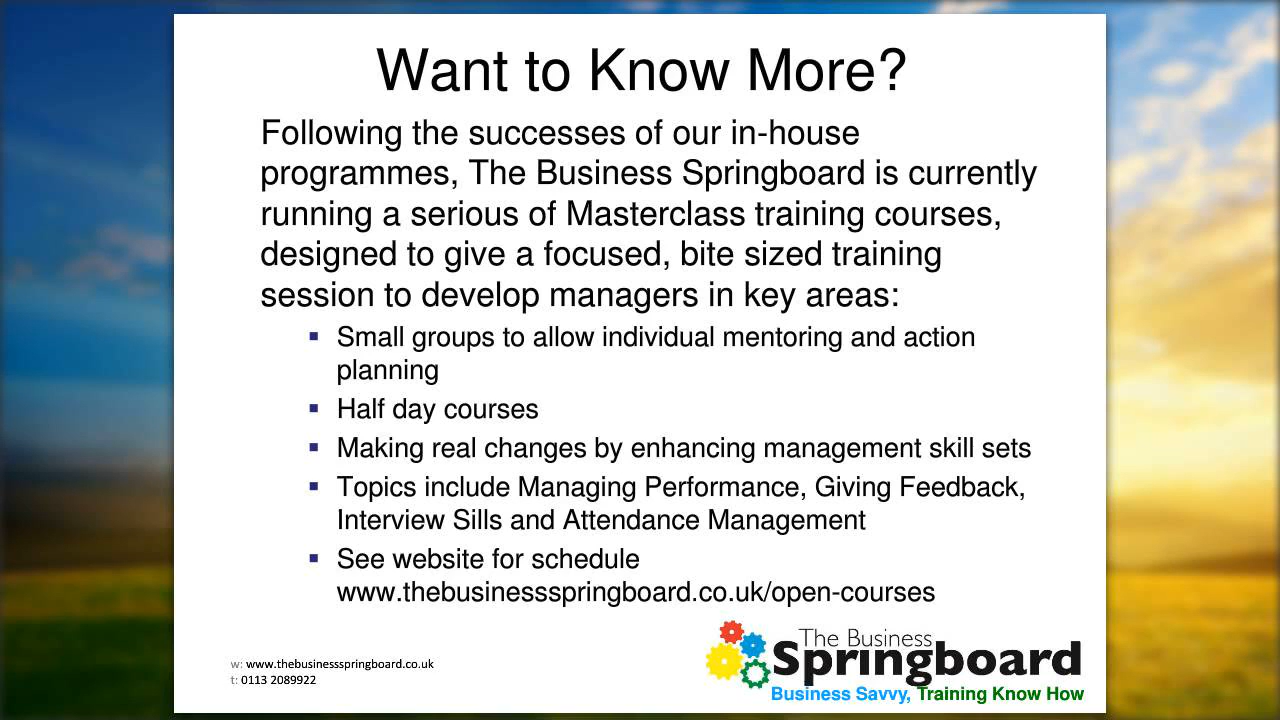 Want to Know More?
Following the successes of our in-house
programmes, The Business Springboard is currently
running a serious of Masterclass training courses,
designed to give a focused, bite sized training
session to develop managers in key areas:
▪ Small groups to allow individual mentoring and action
planning
▪ Half day courses
▪ Making real changes by enhancing management skill sets
▪ Topics include Managing Performance, Giving Feedback,
Interview Sills and Attendance Management
▪ See website for schedule
www.thebusinessspringboard.co.uk/open-courses
w: www.thebusinessspringboard.co.uk
t: 0113 2089922
The Business
Springboard
Business Savvy, Training Know How